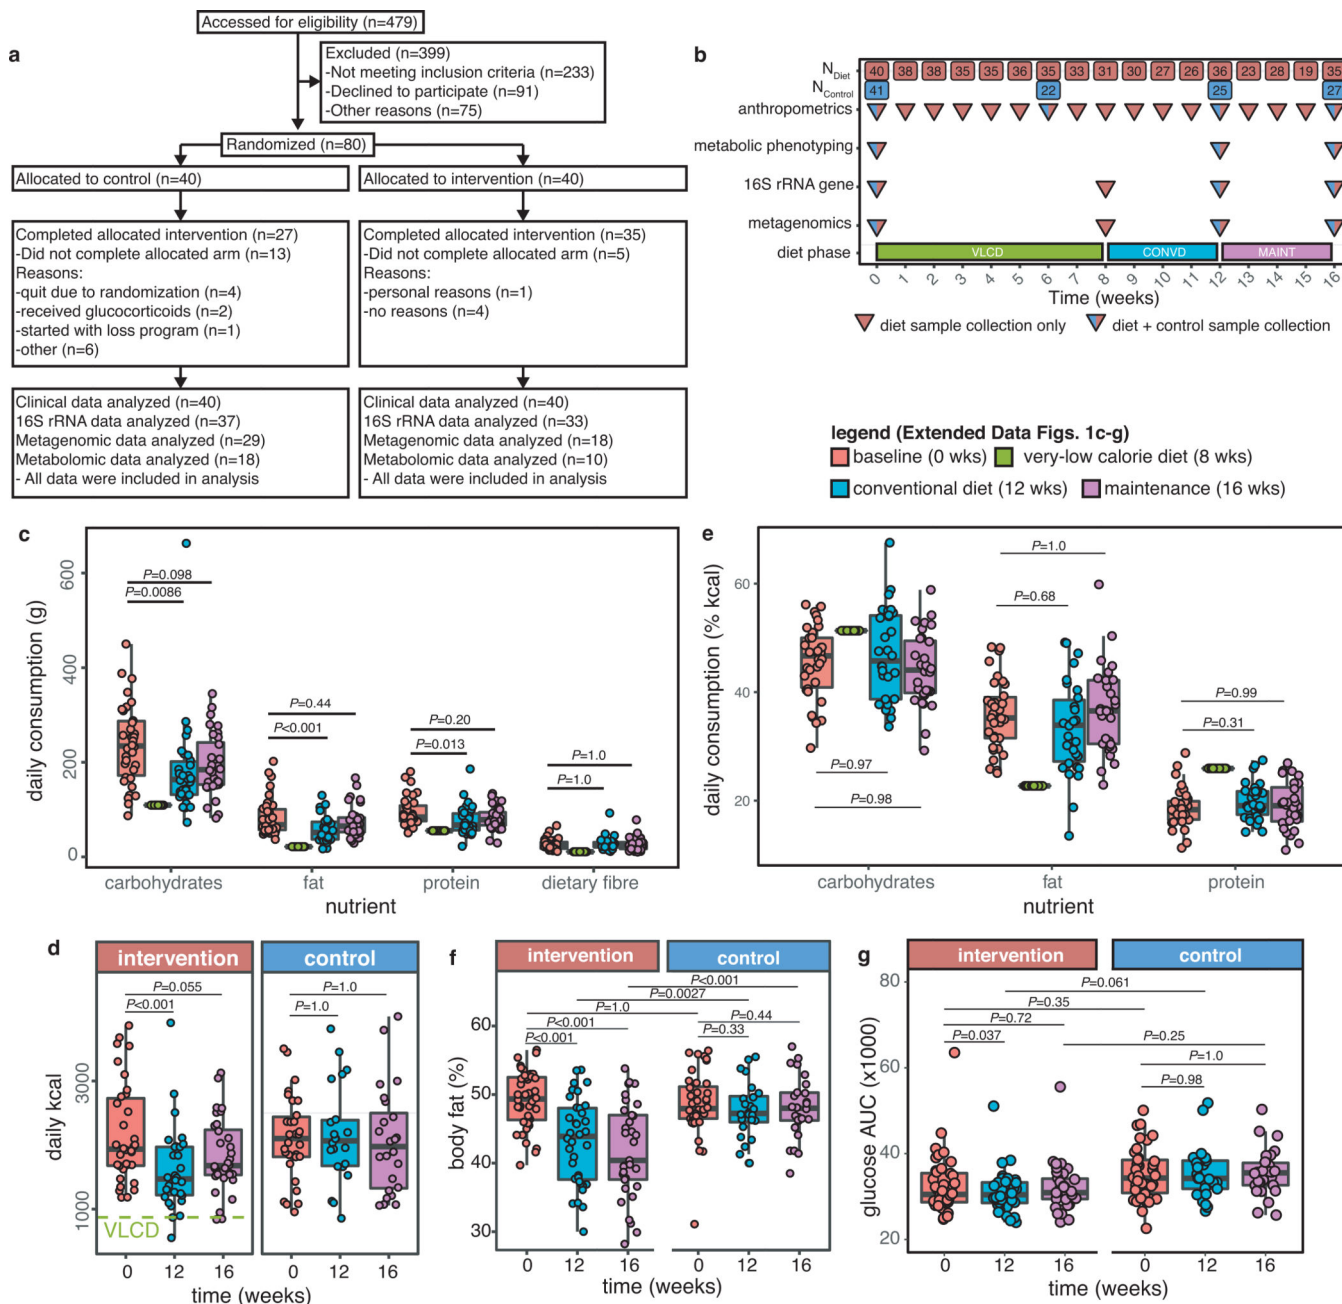 a
Accessed for eligibility (n=479)
Excluded (n=399)
-Not meeting inclusion criteria (n=233)
-Declined to participate (n=91)
-Other reasons (n=75)
Randomized (n=80)
Allocated to control (n=40)
Allocated to intervention (n=40)
Completed allocated intervention (n=27)
-Did not complete allocated arm (n=13)
Reasons:
-quit due to randomization (n=4)
-received glucocorticoids (n=2)
-started with loss program (n=1)
-other (n=6)
Completed allocated intervention (n=35)
-Did not complete allocated arm (n=5)
Reasons:
-personal reasons (n=1)
-no reasons (n=4)
Clinical data analyzed (n=40)
16S rRNA data analyzed (n=37)
Metagenomic data analyzed (n=29)
Metabolomic data analyzed (n=18)
- All data were included in analysis
Clinical data analyzed (n=40)
16S rRNA data analyzed (n=33)
Metagenomic data analyzed (n=18)
Metabolomic data analyzed (n=10)
- All data were included in analysis
b
NDiet 40 38 38 35 35 36 35 33 31 30 27 26 36 23 28 19 35
NControl 41 22 25 27
anthropometrics
metabolic phenotyping
16S rRNA gene
metagenomics
diet phase VLCD CONVD MAINT
0 1 2 3 4 5 6 7 8 9 10 11 12 13 14 15 16
Time (weeks)
diet sample collection only
diet + control sample collection
legend (Extended Data Figs. 1c-g)
baseline (0 wks) very-low calorie diet (8 wks)
conventional diet (12 wks) maintenance (16 wks)
c
daily consumption (g)
600
400
200
0
P=0.098
P=0.0086
P=0.44
P<0.001
P=0.20
P=0.013
P=1.0
P=1.0
carbohydrates fat protein dietary fibre
nutrient
e
daily consumption (% kcal)
60
40
20
P=0.97
P=0.98
P=1.0
P=0.68
P=0.99
P=0.31
carbohydrates fat protein
nutrient
d
intervention control
daily kcal
3000
1000
P=0.055
P<0.001
P=1.0
P=1.0
VLCD
0 12 16 0 12 16
time (weeks)
f
intervention control
body fat (%)
60
50
40
30
P<0.001
P=0.0027
P=1.0
P<0.001
P<0.001
P=0.44
P=0.33
0 12 16 0 12 16
time (weeks)
g
intervention control
glucose AUC (x1000)
80
60
40
20
P=0.061
P=0.35
P=0.72
P=0.037
P=0.25
P=1.0
P=0.98
0 12 16 0 12 16
time (weeks)